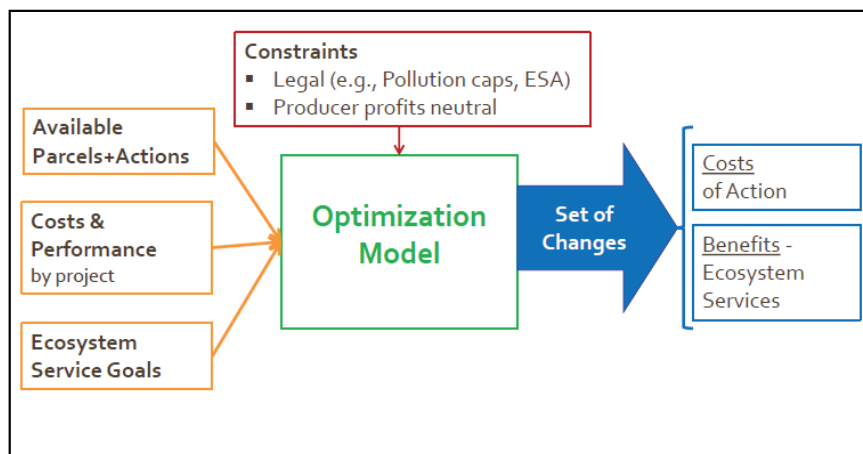 Constraints
▪ Legal (e.g., Pollution caps, ESA)
▪ Producer profits neutral
Available
Parcels+Actions
Costs &
Performance
by project
Ecosystem
Service Goals
Optimization
Model
Set of
Changes
Costs
of Action
Benefits -
Ecosystem
Services